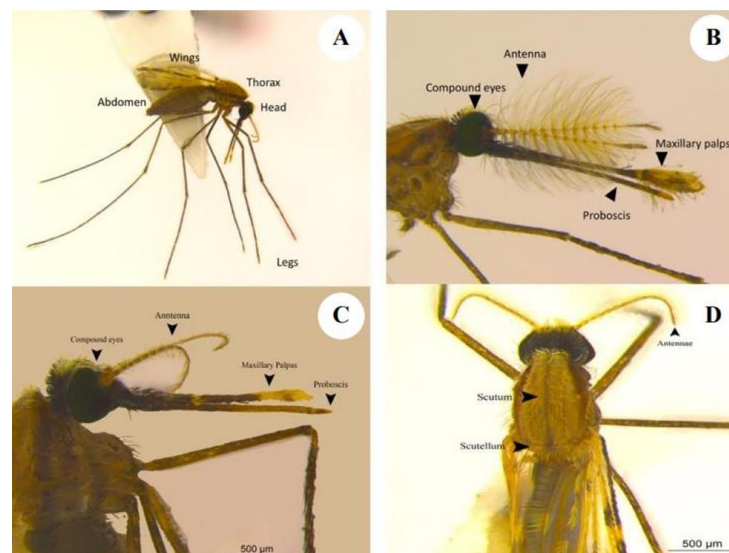 A
Wings
Thorax
Abdomen
Head
Legs
B
Antenna
Compound eyes
Maxillary palps
Proboscis
C
Anntenna
Compound eyes
Maxillary Palpus
Proboscis
500 µm
D
Antennae
Scutum
Scutellum
500 µm